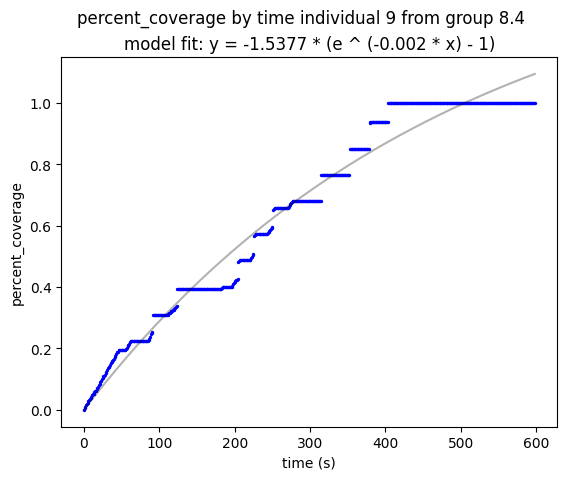 percent_coverage by time individual 9 from group 8.4
model fit: y = -1.5377 * (e ^ (-0.002 * x) - 1)
1.0
0.8
0.6
0.4
0.2
0.0
percent_coverage
0 100 200 300 400 500 600
time (s)